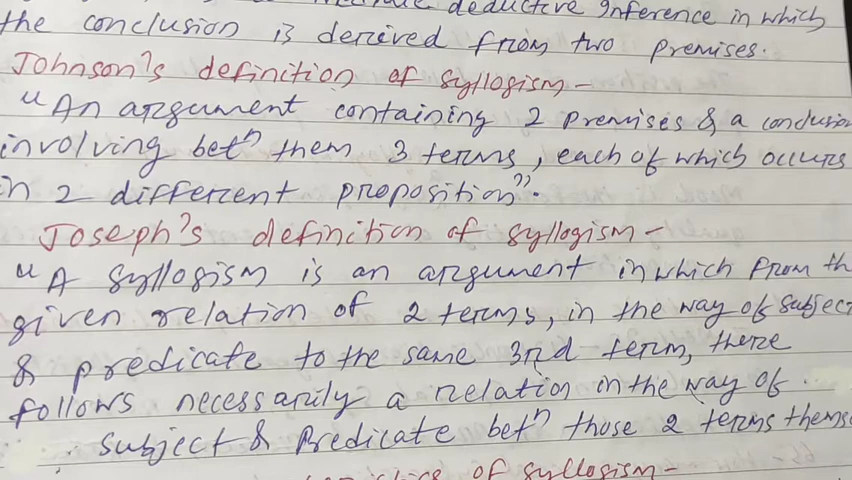 deductive Inference in which
the conclusion is derived from two premises.
Johnson's definition of syllogism-
"An argument containing 2 premises & a conclusion
involving betⁿ them 3 terms, each of which occurs
in 2 different proposition".
Joseph's definition of syllogism-
"A syllogism is an argument in which from th
given relation of 2 terms, in the way of subject
& predicate to the same 3rd term, there
follows necessarily a relation in the way of
subject & Predicate betⁿ those 2 terms thems
of syllogism-